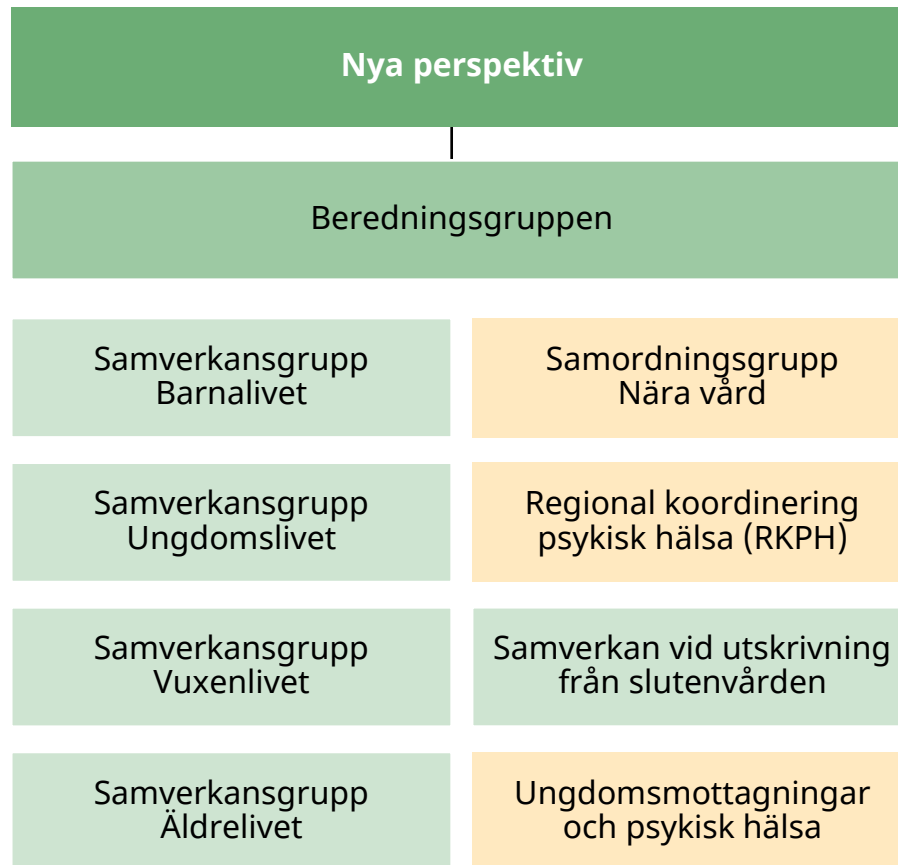 Nya perspektiv
Beredningsgruppen
Samverkansgrupp
Barnalivet
Samordningsgrupp
Nära vård
Samverkansgrupp
Ungdomslivet
Regional koordinering
psykisk hälsa (RKPH)
Samverkansgrupp
Vuxenlivet
Samverkan vid utskrivning
från slutenvården
Samverkansgrupp
Äldrelivet
Ungdomsmottagningar
och psykisk hälsa